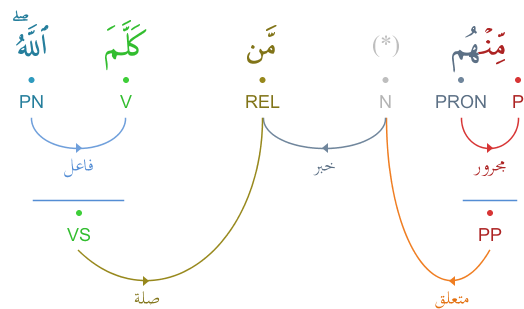 مِّنْهُم (*) مَّن كَلَّمَ ٱللَّهُ ۖ
P PRON N REL V PN
مجرور خبر فاعل
PP VS
متعلق صلة